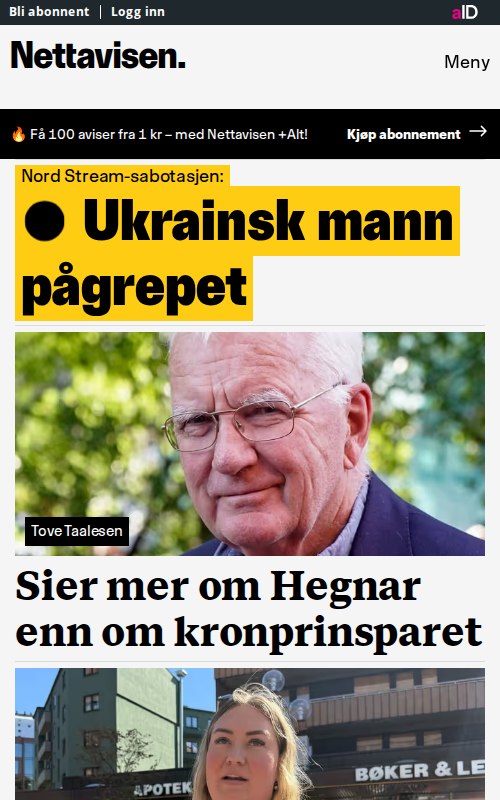 Bli abonnent | Logg inn
aID
Nettavisen.
Meny
🔥 Få 100 aviser fra 1 kr – med Nettavisen +Alt!
Kjøp abonnement →
Nord Stream-sabotasjen:
● Ukrainsk mann
pågrepet
Tove Taalesen
Sier mer om Hegnar
enn om kronprinsparet
APOTEK
BØKER & LE